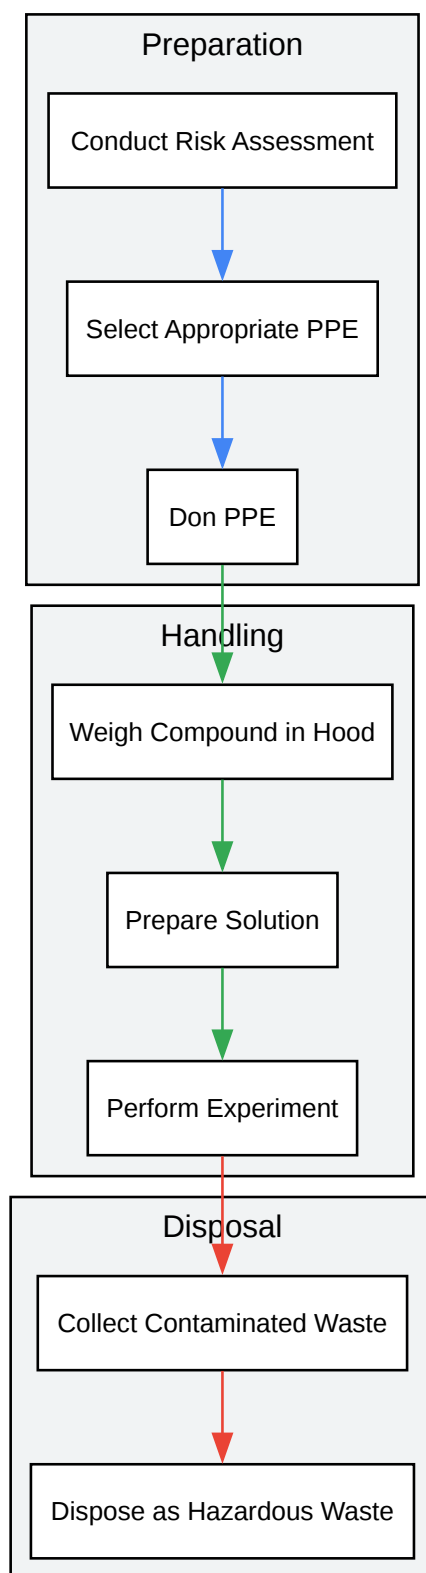 Preparation
Conduct Risk Assessment
Select Appropriate PPE
Don PPE
Handling
Weigh Compound in Hood
Prepare Solution
Perform Experiment
Disposal
Collect Contaminated Waste
Dispose as Hazardous Waste